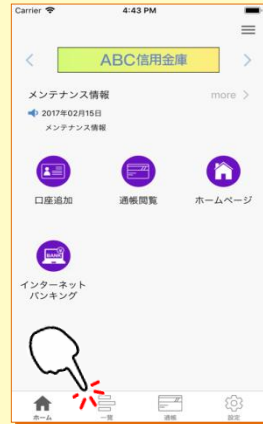 Carrier 4:43 PM
ABC信用金庫
メンテナンス情報 more
2017年02月15日
メンテナンス情報
口座追加 通帳閲覧 ホームページ
BANK
インターネット
バンキング
ホーム 一覧 通帳 設定